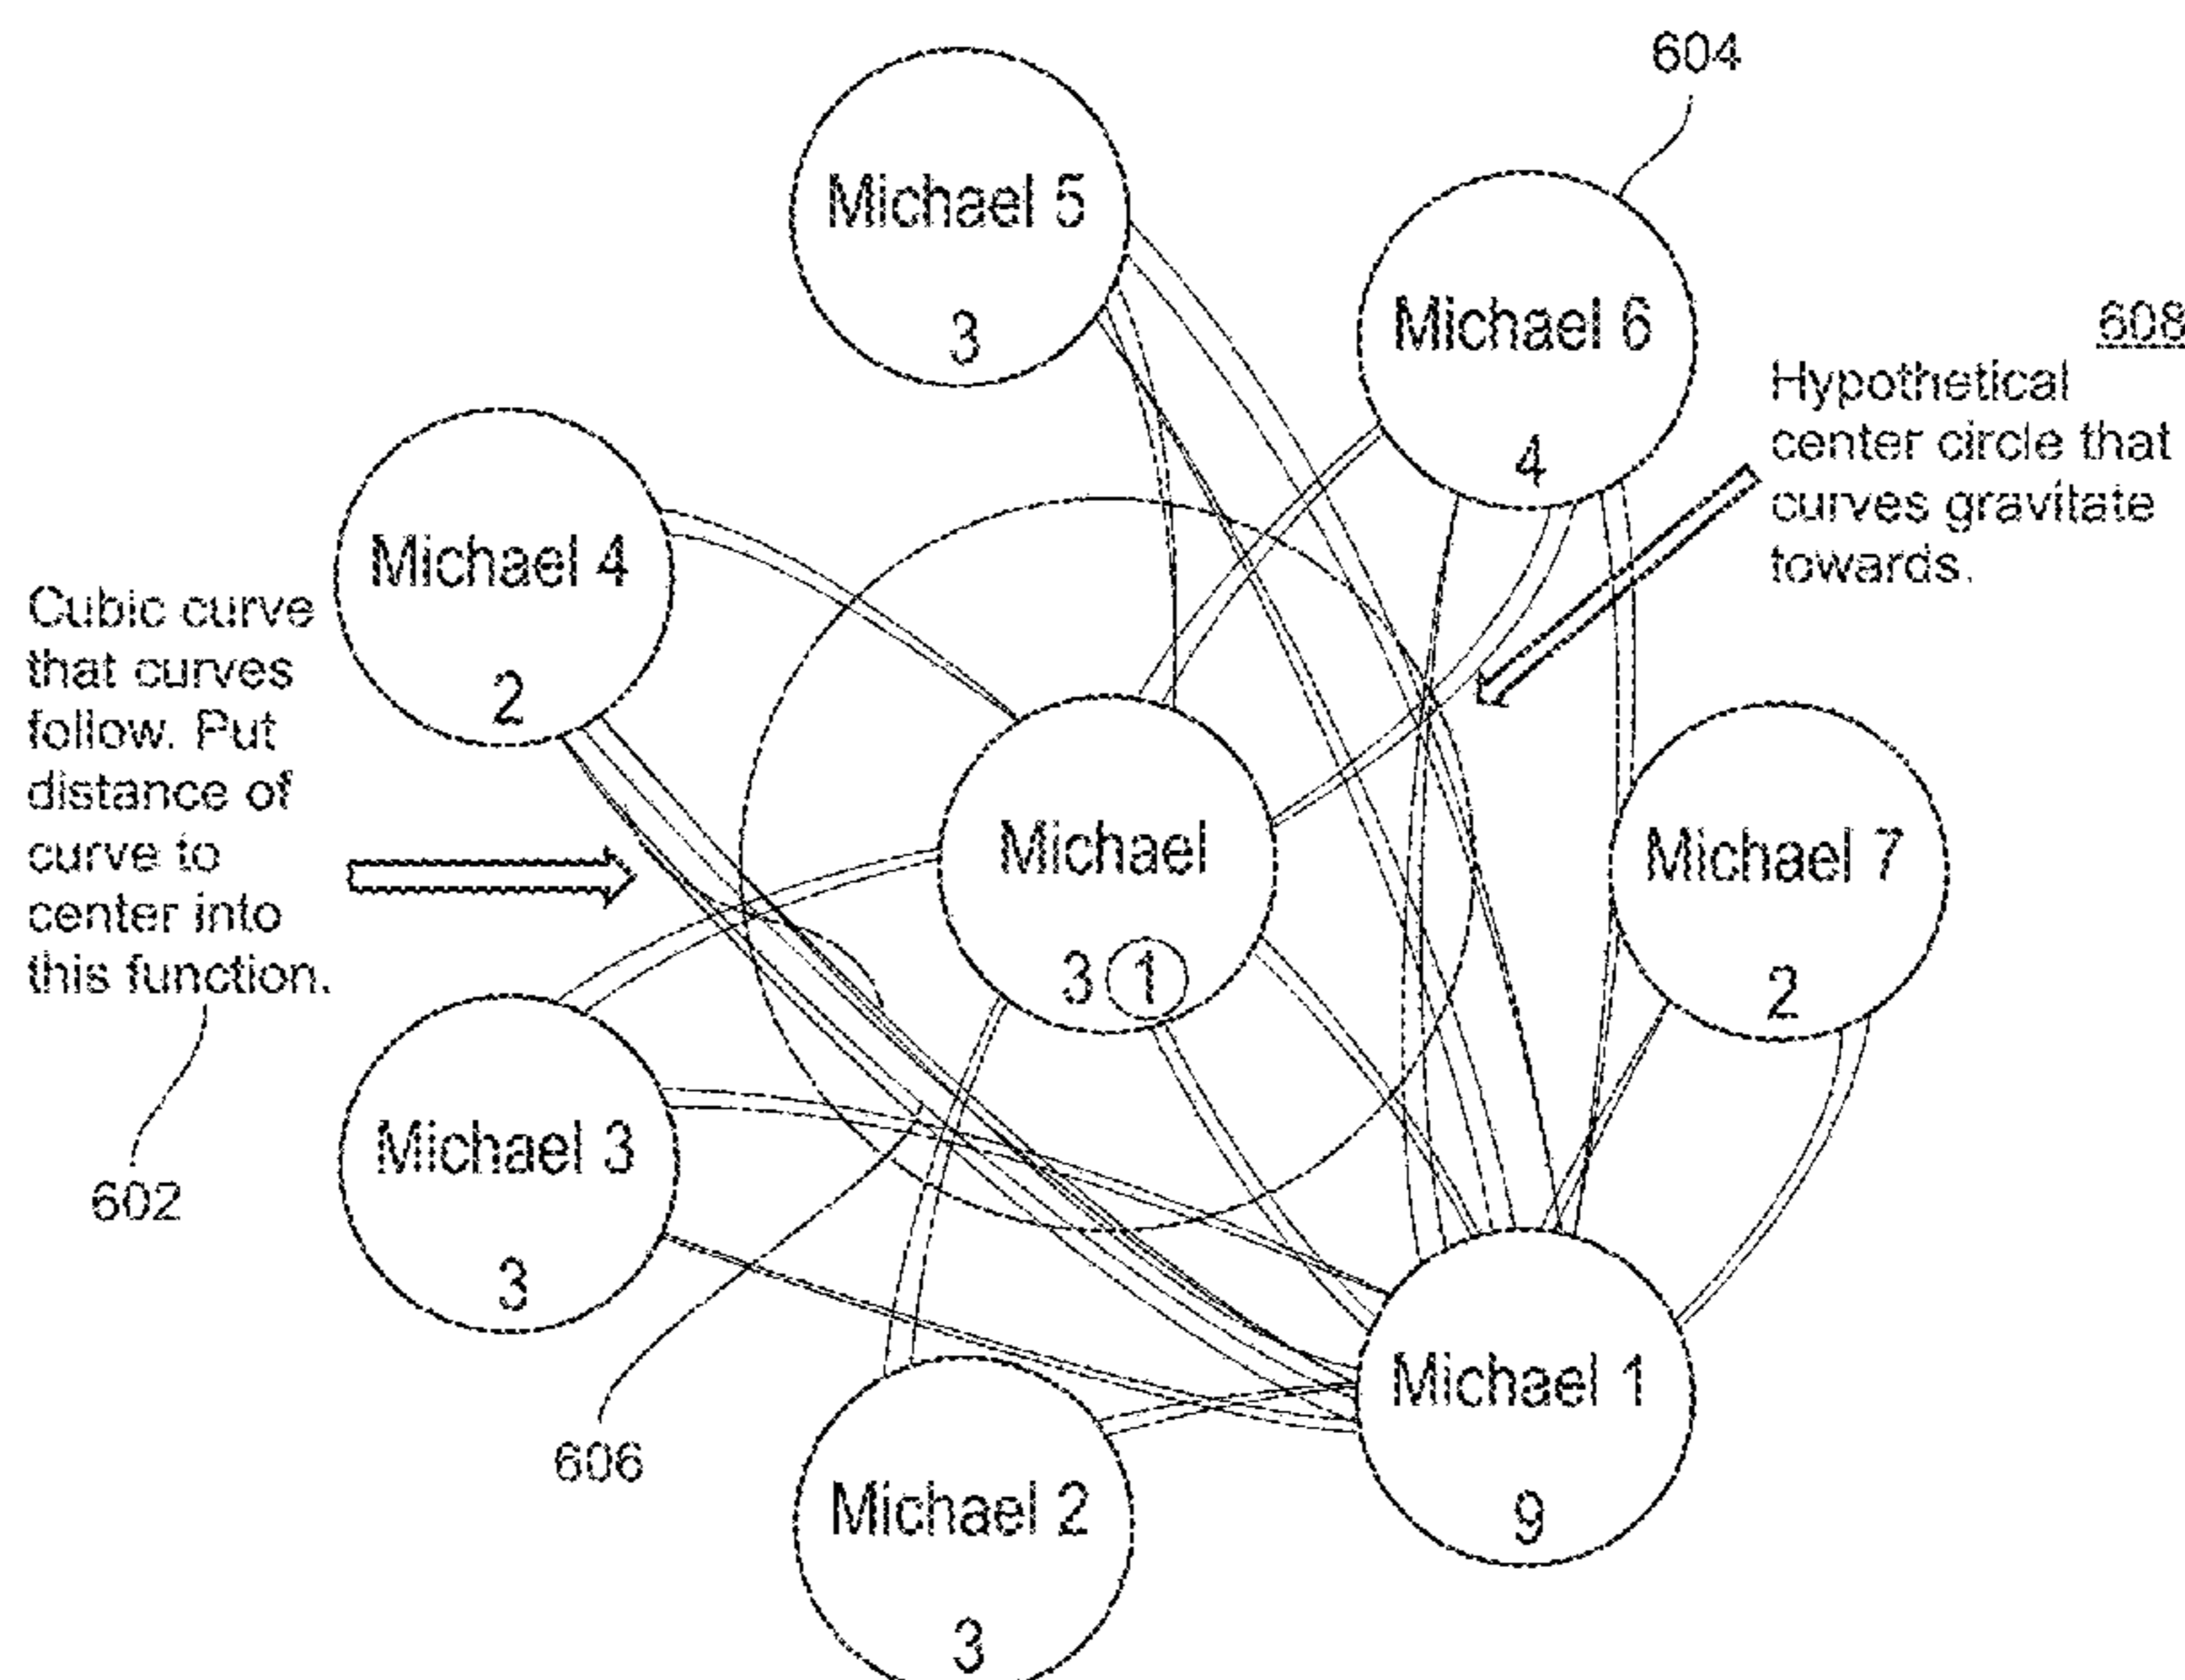 604
Michael 5
3
Michael 6
4
608
Hypothetical
center circle that
curves gravitate
towards.
Michael 4
2
Cubic curve
that curves
follow. Put
distance of
curve to
center into
this function.
602
Michael
3 1
Michael 7
2
Michael 3
3
606
Michael 2
3
Michael 1
9